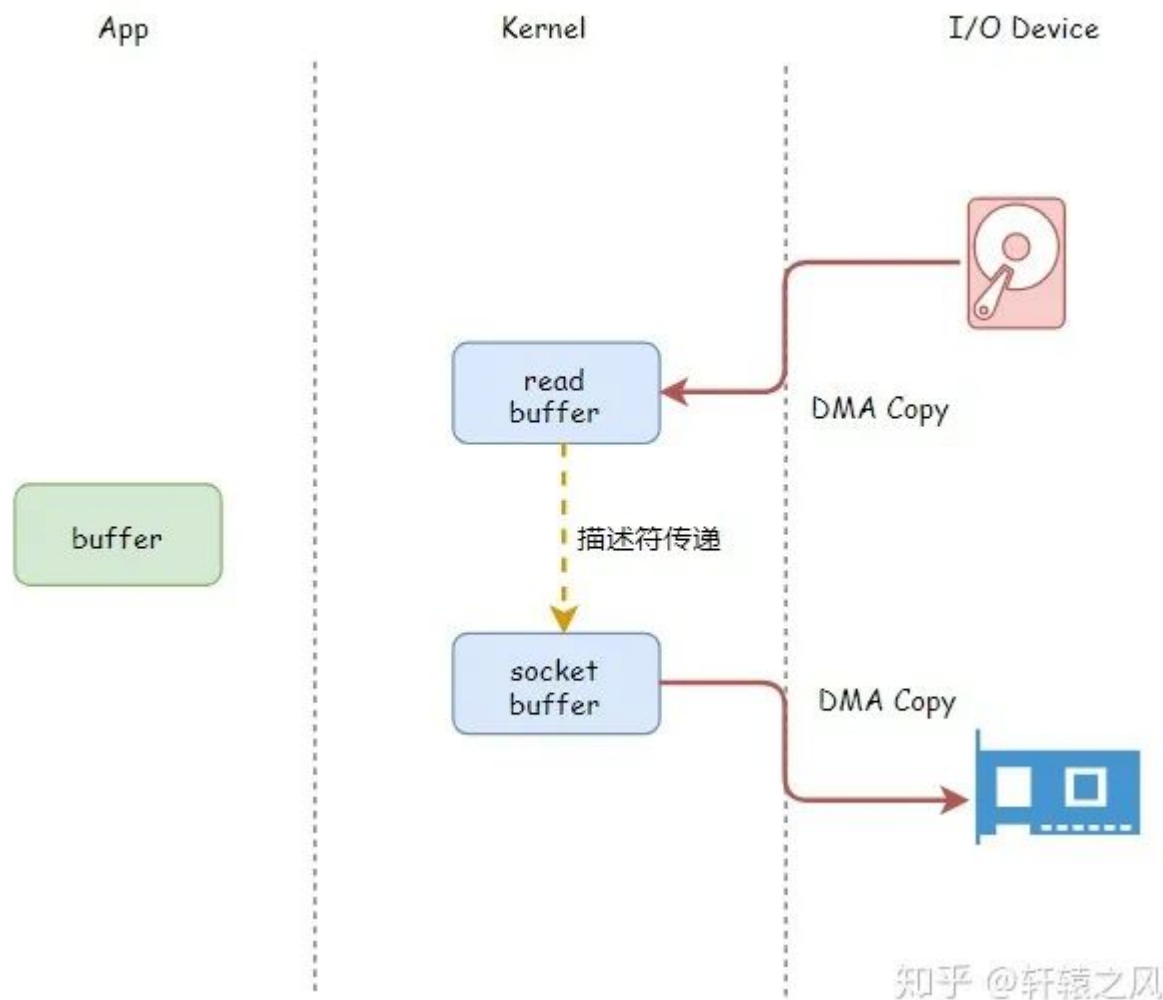 App
Kernel
I/O Device
read
buffer
DMA Copy
buffer
描述符传递
socket
buffer
DMA Copy
知乎 @轩辕之风